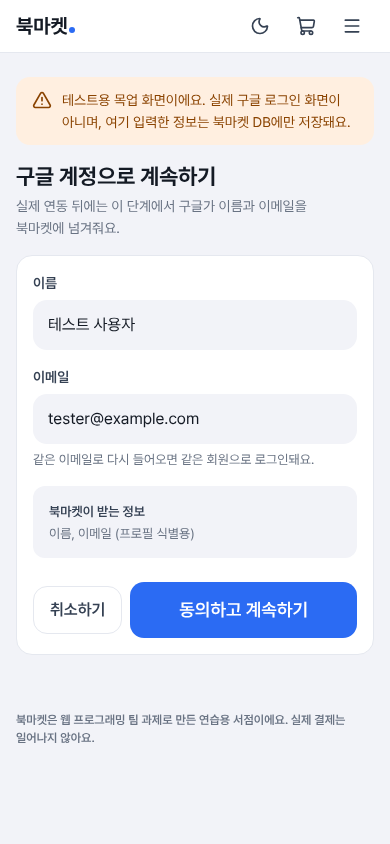 북마켓
테스트용 목업 화면이에요. 실제 구글 로그인 화면이
아니며, 여기 입력한 정보는 북마켓 DB에만 저장돼요.
구글 계정으로 계속하기
실제 연동 뒤에는 이 단계에서 구글가 이름과 이메일을
북마켓에 넘겨줘요.
이름
테스트 사용자
이메일
tester@example.com
같은 이메일로 다시 들어오면 같은 회원으로 로그인돼요.
북마켓이 받는 정보
이름, 이메일 (프로필 식별용)
취소하기
동의하고 계속하기
북마켓은 웹 프로그래밍 팀 과제로 만든 연습용 서점이에요. 실제 결제는
일어나지 않아요.